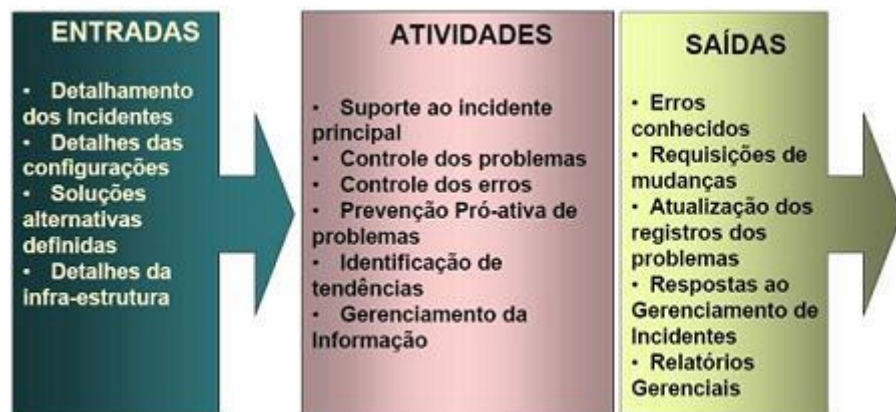 ENTRADAS
• Detalhamento
dos Incidentes
• Detalhes das
configurações
• Soluções
alternativas
definidas
• Detalhes da
infra-estrutura
ATIVIDADES
• Suporte ao incidente
principal
• Controle dos problemas
• Controle dos erros
• Prevenção Pró-ativa de
problemas
• Identificação de
tendências
• Gerenciamento da
Informação
SAÍDAS
• Erros
conhecidos
• Requisições de
mudanças
• Atualização dos
registros dos
problemas
• Respostas ao
Gerenciamento de
Incidentes
• Relatórios
Gerenciais